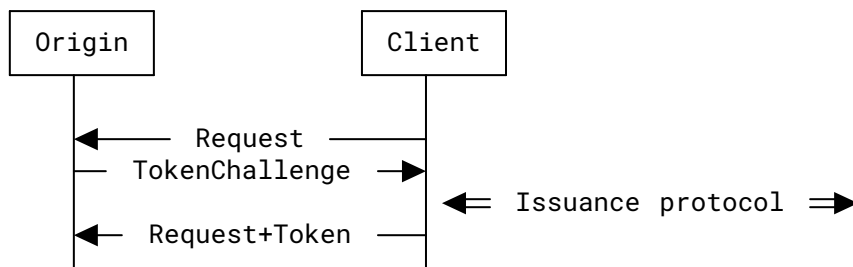 Origin
Client
Request
TokenChallenge
Issuance protocol
Request+Token